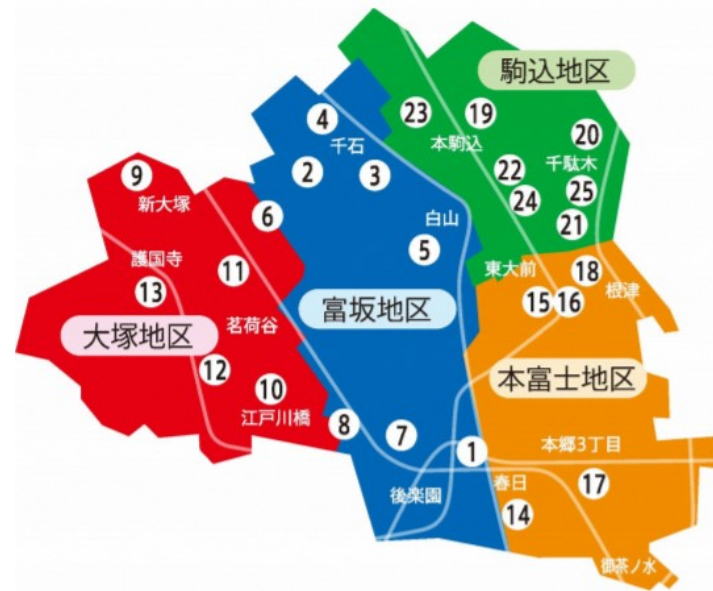 駒込地区
23
19
4
本駒込
20
千石
千駄木
2
3
22
9
25
新大塚
24
6
白山
21
5
護国寺
東大前
11
18
13
根津
15
16
富坂地区
茗荷谷
大塚地区
12
本富士地区
10
江戸川橋
8
7
1
本郷3丁目
春日
17
後楽園
14
御茶ノ水